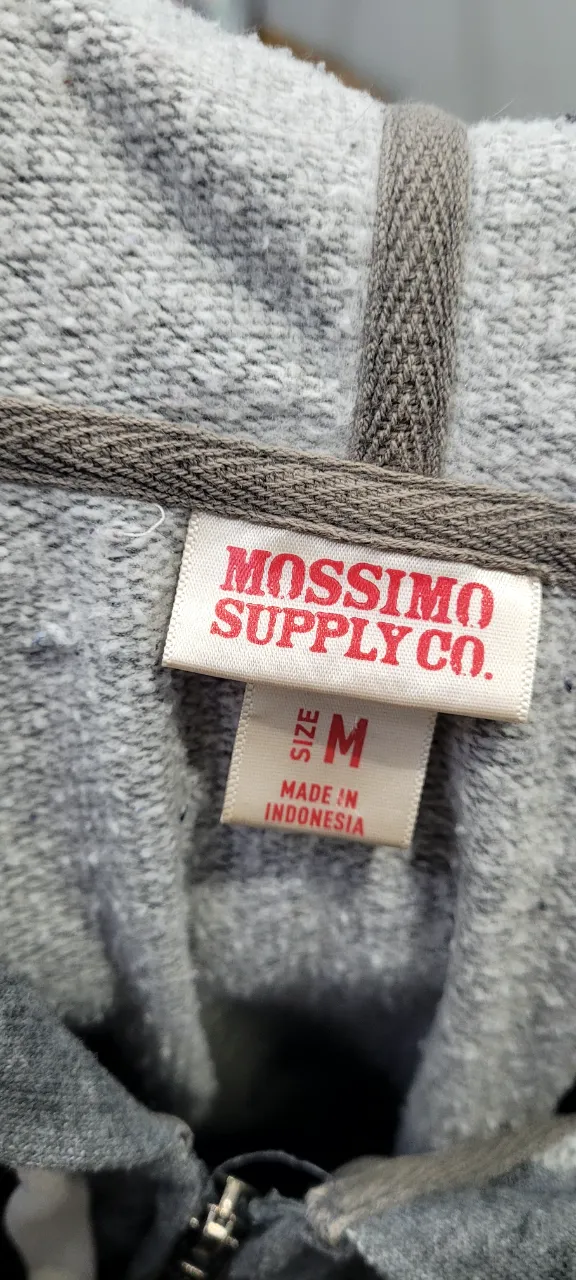 MOSSIMO
SUPPLY CO.
SIZE M
MADE IN
INDONESIA